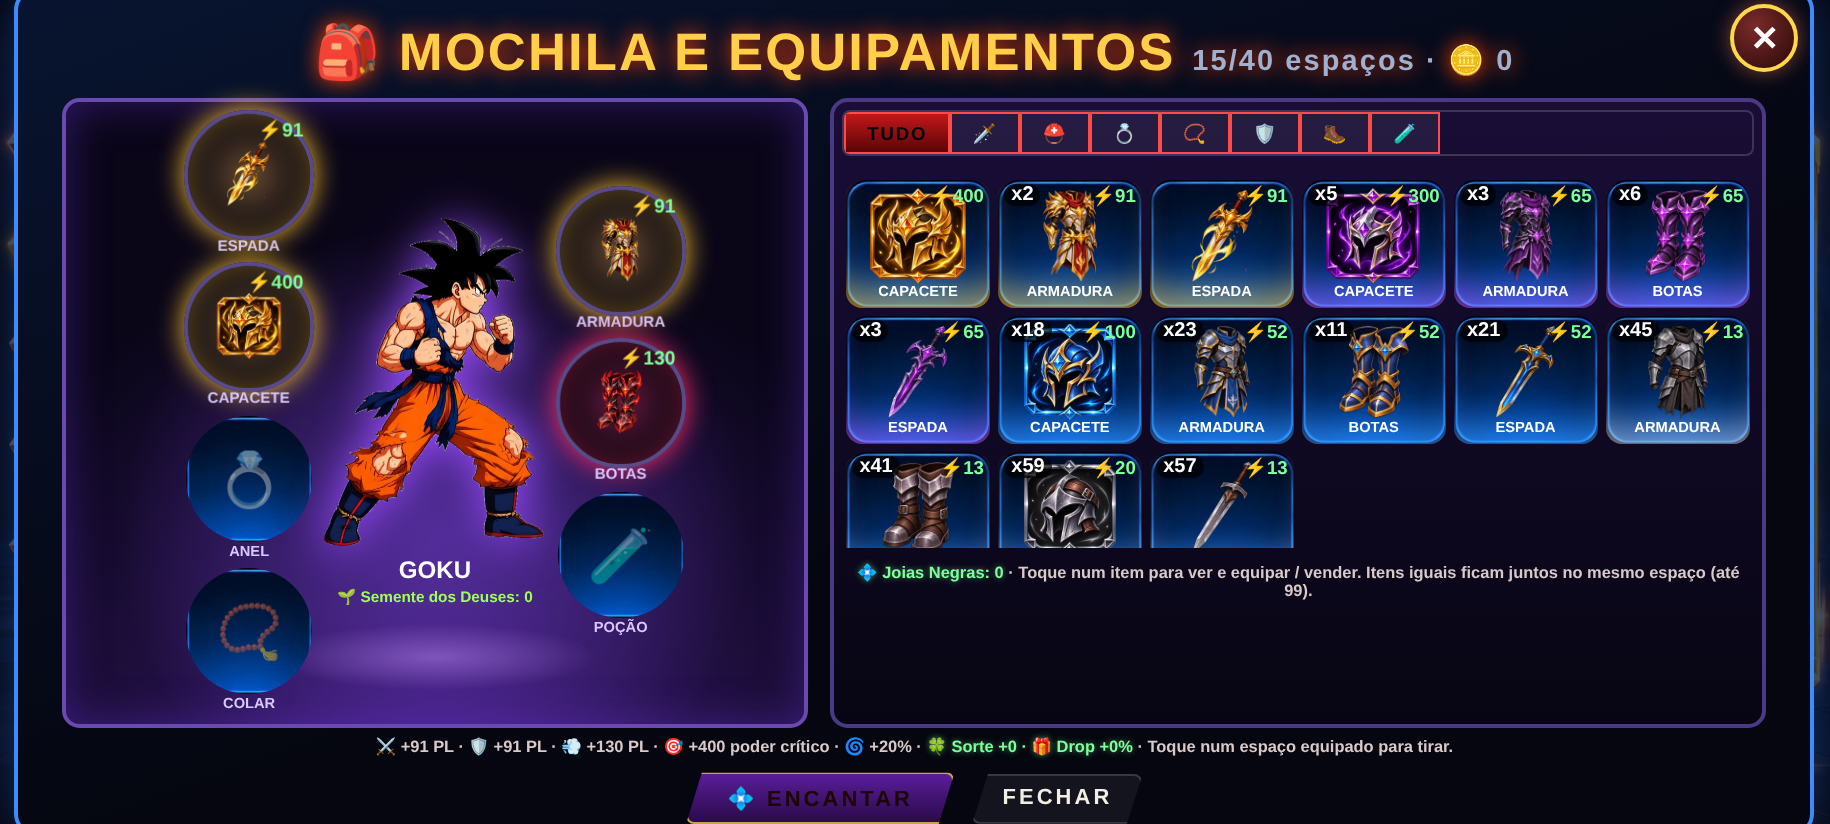 MOCHILA E EQUIPAMENTOS 15/40 espaços · 0
✕
⚡91
ESPADA
⚡400
CAPACETE
ANEL
COLAR
GOKU
Semente dos Deuses: 0
⚡91
ARMADURA
⚡130
BOTAS
POÇÃO
TUDO
⚡400
CAPACETE
x2 ⚡91
ARMADURA
⚡91
ESPADA
x5 ⚡300
CAPACETE
x3 ⚡65
ARMADURA
x6 ⚡65
BOTAS
x3 ⚡65
ESPADA
x18 ⚡100
CAPACETE
x23 ⚡52
ARMADURA
x11 ⚡52
BOTAS
x21 ⚡52
ESPADA
x45 ⚡13
ARMADURA
x41 ⚡13
x59 ⚡20
x57 ⚡13
Joias Negras: 0 · Toque num item para ver e equipar / vender. Itens iguais ficam juntos no mesmo espaço (até
99).
+91 PL · +91 PL · +130 PL · +400 poder crítico · +20% · Sorte +0 · Drop +0% · Toque num espaço equipado para tirar.
ENCANTAR
FECHAR